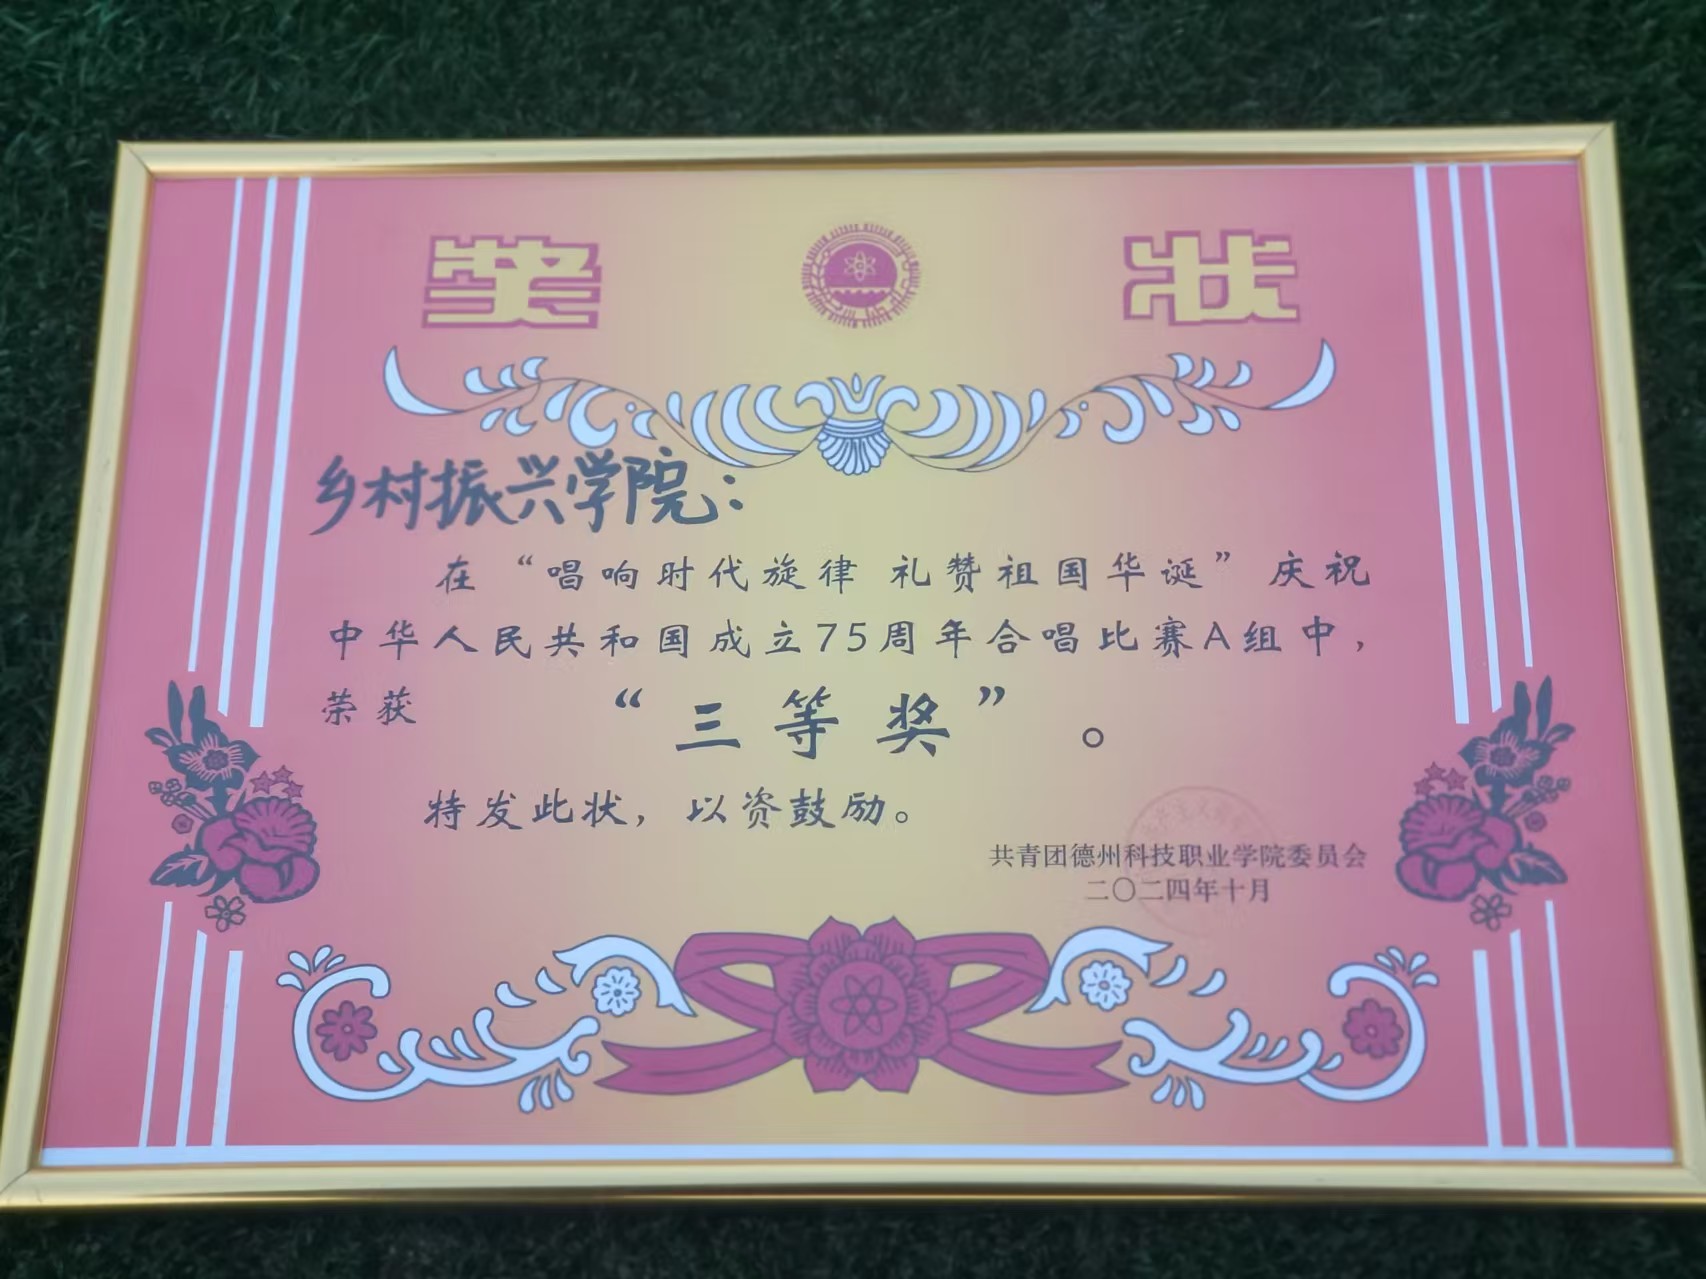 奖 状
乡村振兴学院：
在“唱响时代旋律 礼赞祖国华诞”庆祝
中华人民共和国成立75周年合唱比赛A组中，
荣获 “三等奖”。
特发此状，以资鼓励。
共青团德州科技职业学院委员会
二〇二四年十月